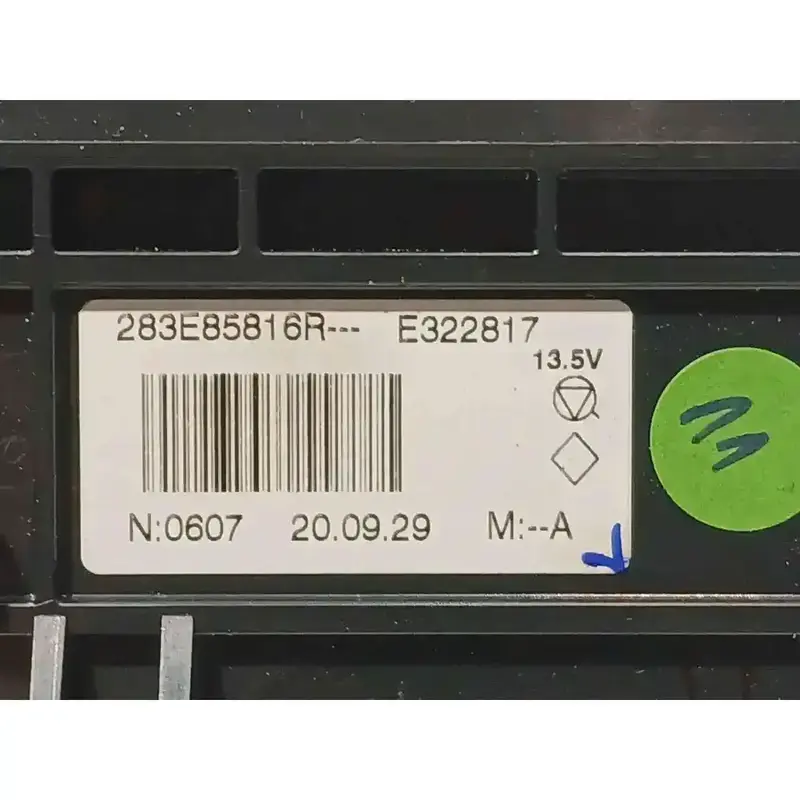 283E85816R--- E322817
13.5V
N:0607 20.09.29 M:--A